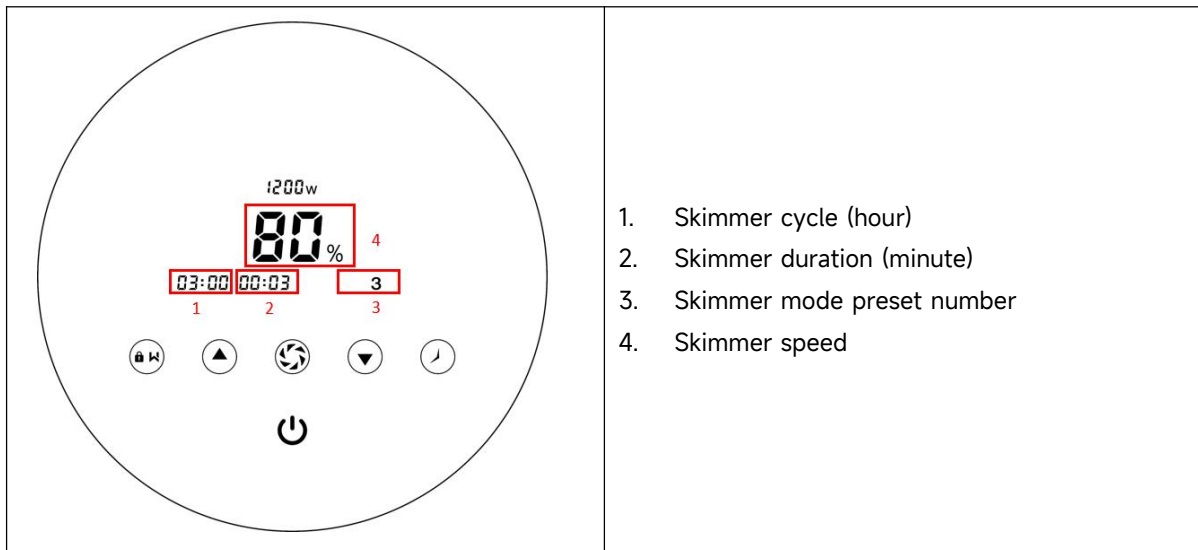 1200w
80%
4
03:00 00:03 3
1 2 3
1. Skimmer cycle (hour)
2. Skimmer duration (minute)
3. Skimmer mode preset number
4. Skimmer speed